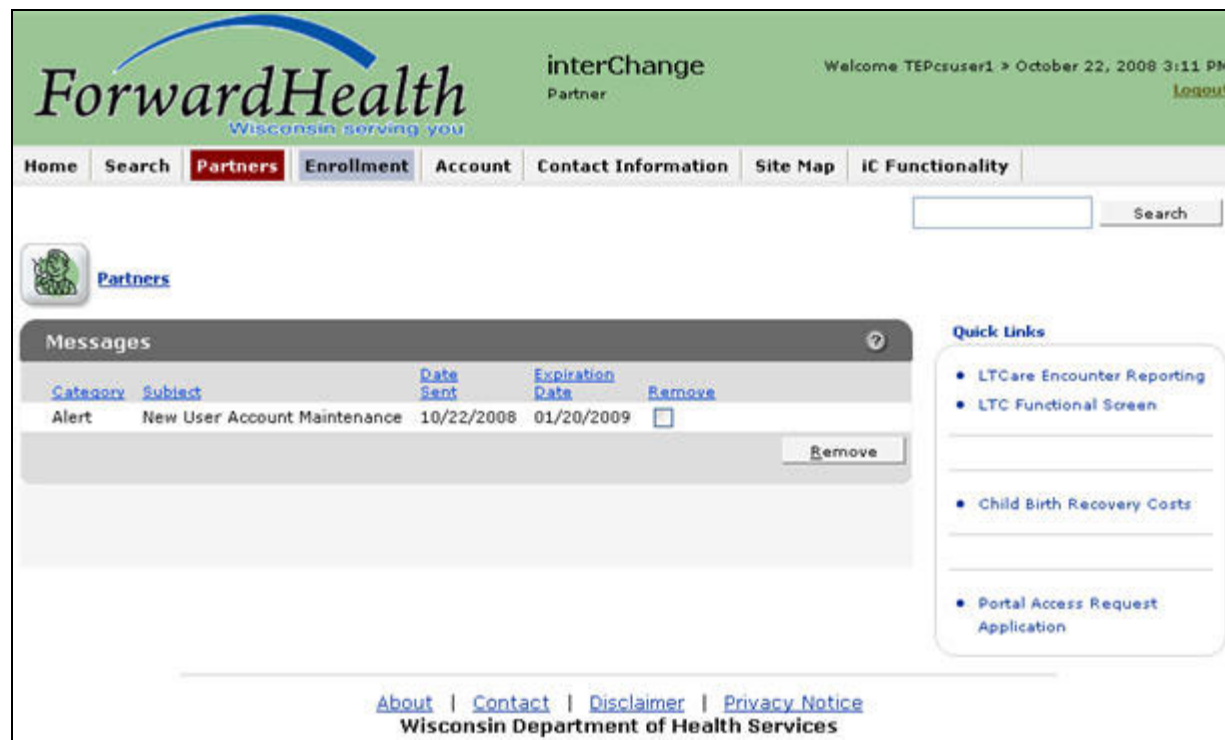 ForwardHealth
Wisconsin serving you
interChange
Partner
Welcome TEPcsuser1 » October 22, 2008 3:11 PM
Logout
Home Search Partners Enrollment Account Contact Information Site Map iC Functionality
Search
Partners
Messages
?
Category Subject Date Sent Expiration Date Remove
Alert New User Account Maintenance 10/22/2008 01/20/2009
Remove
Quick Links
LTCare Encounter Reporting
LTC Functional Screen
Child Birth Recovery Costs
Portal Access Request
Application
About | Contact | Disclaimer | Privacy Notice
Wisconsin Department of Health Services